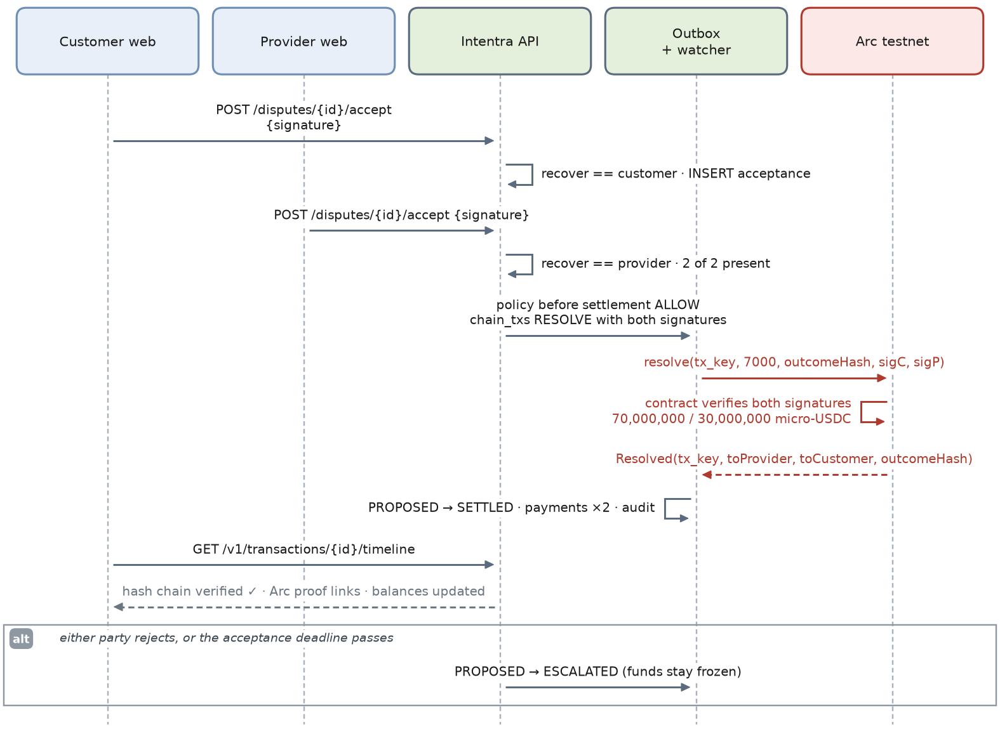 Customer web
Provider web
Intentra API
Outbox
+ watcher
Arc testnet
POST /disputes/{id}/accept
{signature}
recover == customer · INSERT acceptance
POST /disputes/{id}/accept {signature}
recover == provider · 2 of 2 present
policy before settlement ALLOW
chain_txs RESOLVE with both signatures
resolve(tx_key, 7000, outcomeHash, sigC, sigP)
contract verifies both signatures
70,000,000 / 30,000,000 micro-USDC
Resolved(tx_key, toProvider, toCustomer, outcomeHash)
PROPOSED → SETTLED · payments ×2 · audit
GET /v1/transactions/{id}/timeline
hash chain verified ✓ · Arc proof links · balances updated
alt
either party rejects, or the acceptance deadline passes
PROPOSED → ESCALATED (funds stay frozen)